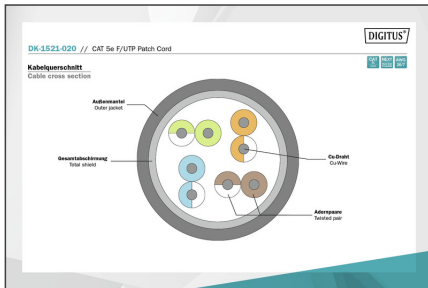 DIGITUS®
DK-1521-020 // CAT 5e F/UTP Patch Cord
Kabelquerschnitt
Cable cross section
Außenmantel
Outer jacket
Gesamtabschirmung
Total shield
Cu-Draht
Cu-Wire
Adernpaare
Twisted pair